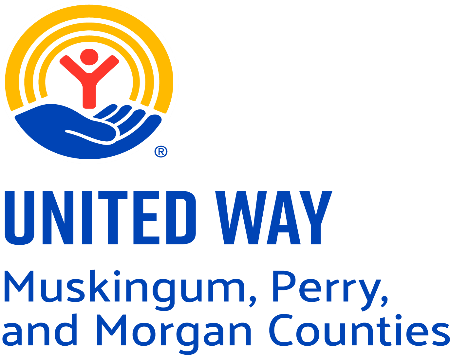 ®
UNITED WAY
Muskingum, Perry,
and Morgan Counties